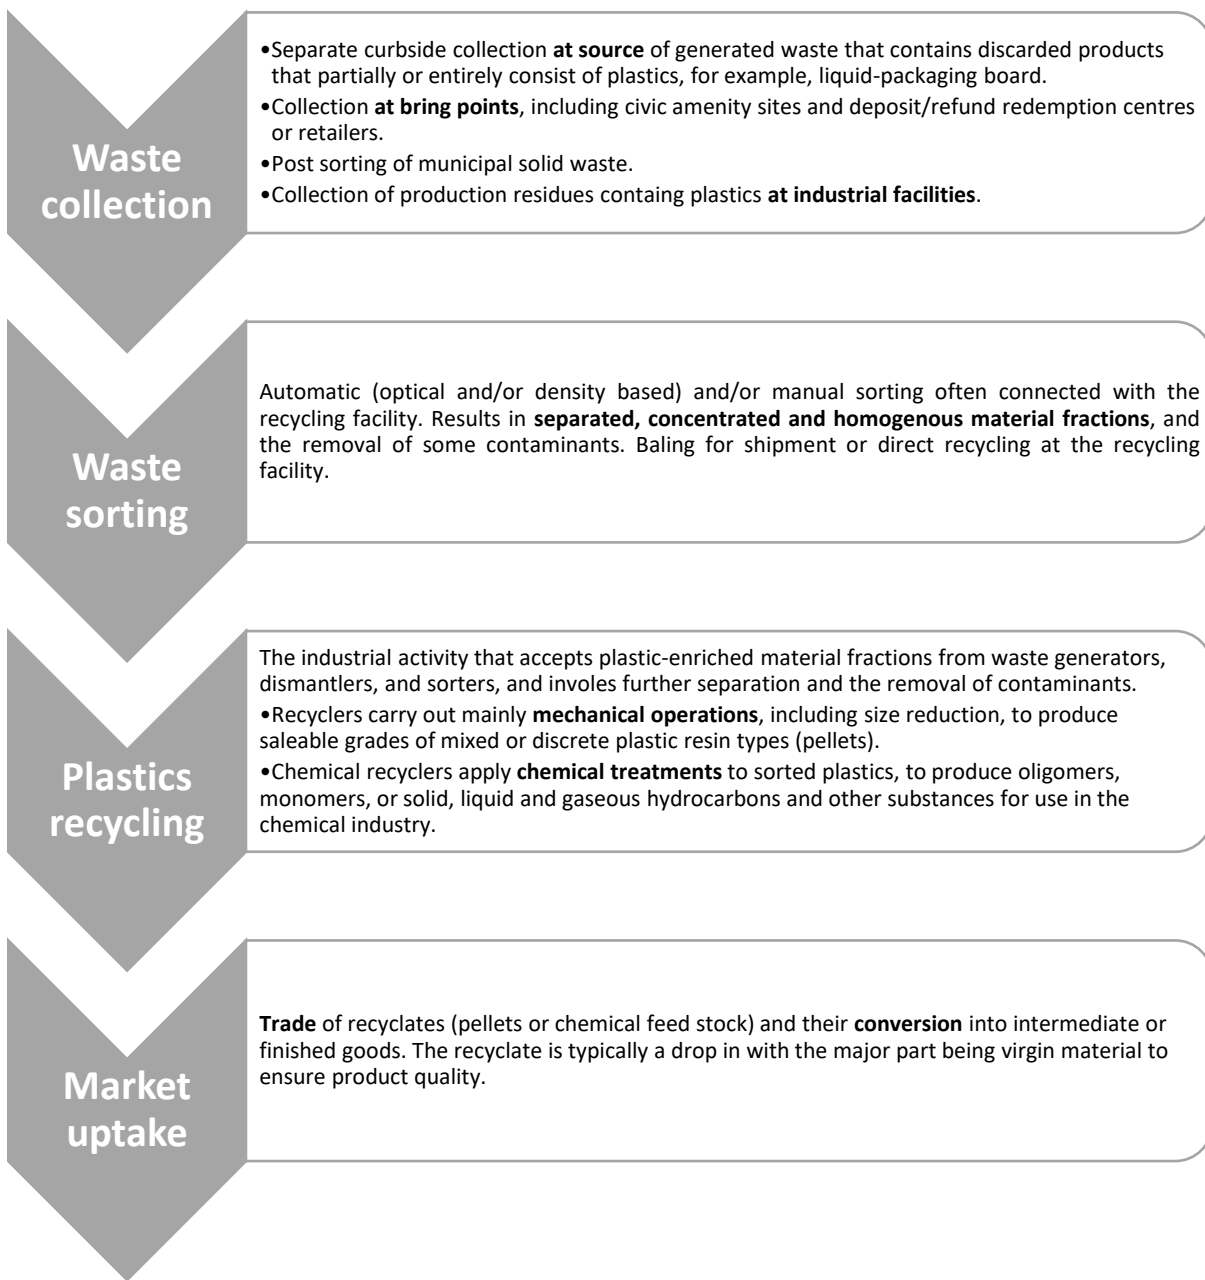 Waste
collection
•Separate curbside collection at source of generated waste that contains discarded products
that partially or entirely consist of plastics, for example, liquid-packaging board.
•Collection at bring points, including civic amenity sites and deposit/refund redemption centres
or retailers.
•Post sorting of municipal solid waste.
•Collection of production residues containg plastics at industrial facilities.
Waste
sorting
Automatic (optical and/or density based) and/or manual sorting often connected with the
recycling facility. Results in separated, concentrated and homogenous material fractions, and
the removal of some contaminants. Baling for shipment or direct recycling at the recycling
facility.
Plastics
recycling
The industrial activity that accepts plastic-enriched material fractions from waste generators,
dismantlers, and sorters, and involes further separation and the removal of contaminants.
•Recyclers carry out mainly mechanical operations, including size reduction, to produce
saleable grades of mixed or discrete plastic resin types (pellets).
•Chemical recyclers apply chemical treatments to sorted plastics, to produce oligomers,
monomers, or solid, liquid and gaseous hydrocarbons and other substances for use in the
chemical industry.
Market
uptake
Trade of recyclates (pellets or chemical feed stock) and their conversion into intermediate or
finished goods. The recyclate is typically a drop in with the major part being virgin material to
ensure product quality.